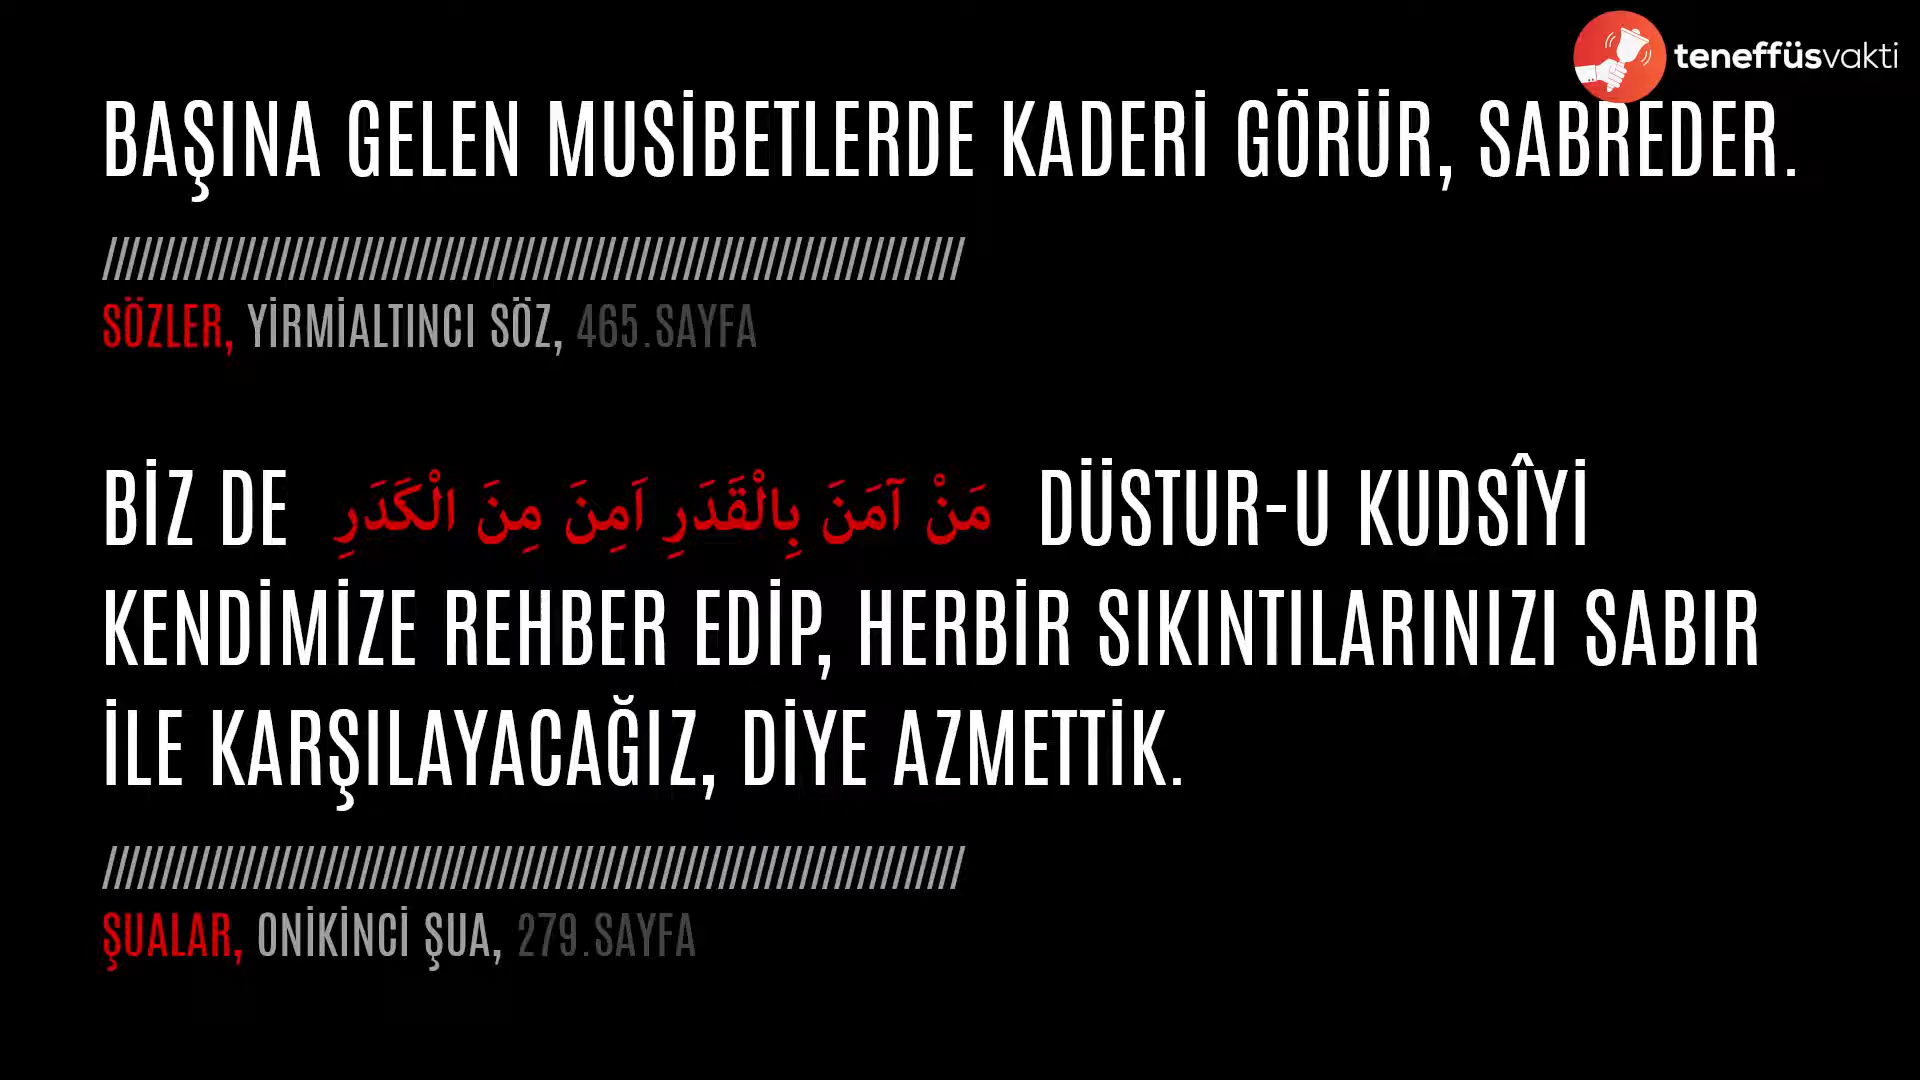 teneffüsvakti
BAŞINA GELEN MUSİBETLERDE KADERİ GÖRÜR, SABREDER.
SÖZLER, YİRMİALTINCI SÖZ, 465.SAYFA
BİZ DE مَنْ آمَنَ بِالْقَدَرِ اَمِنَ مِنَ الْكَدَرِ DÜSTUR-U KUDSÎYİ
KENDİMİZE REHBER EDİP, HERBİR SIKINTILARINIZI SABIR
İLE KARŞILAYACAĞIZ, DİYE AZMETTİK.
ŞUALAR, ONİKİNCİ ŞUA, 279.SAYFA